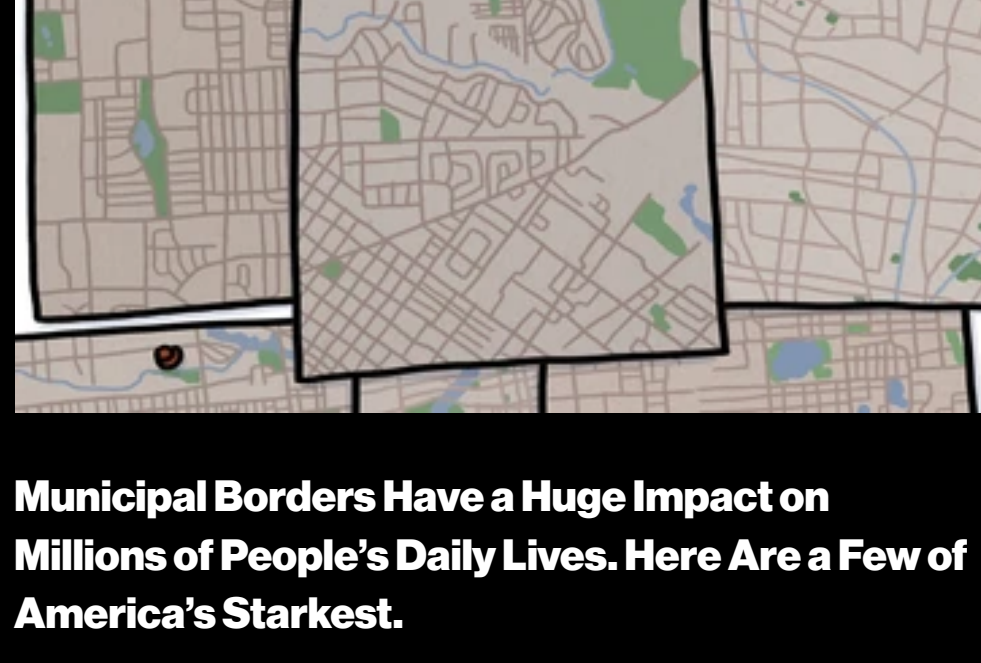 Municipal Borders Have a Huge Impact on
Millions of People’s Daily Lives. Here Are a Few of
America’s Starkest.